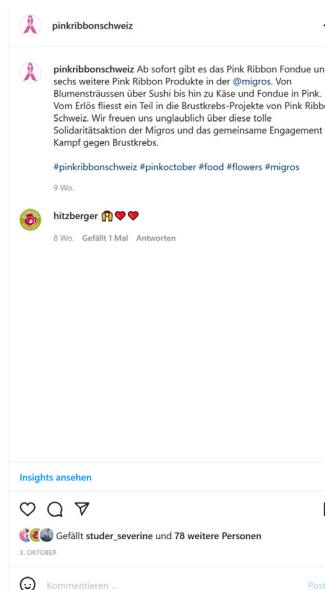 pinkribbonschweiz
pinkribbonschweiz Ab sofort gibt es das Pink Ribbon Fondue un
sechs weitere Pink Ribbon Produkte in der @migros. Von
Blumensträussen über Sushi bis hin zu Käse und Fondue in Pink.
Vom Erlös fliesst ein Teil in die Brustkrebs-Projekte von Pink Ribb
Schweiz. Wir freuen uns unglaublich über diese tolle
Solidaritätsaktion der Migros und das gemeinsame Engagement
Kampf gegen Brustkrebs.
#pinkribbonschweiz #pinkoctober #food #flowers #migros
9 Wo.
hitzberger 🙌❤️❤️
8 Wo. Gefällt 1 Mal Antworten
Insights ansehen
Gefällt studer_severine und 78 weitere Personen
3. OKTOBER
Kommentieren ...
Post